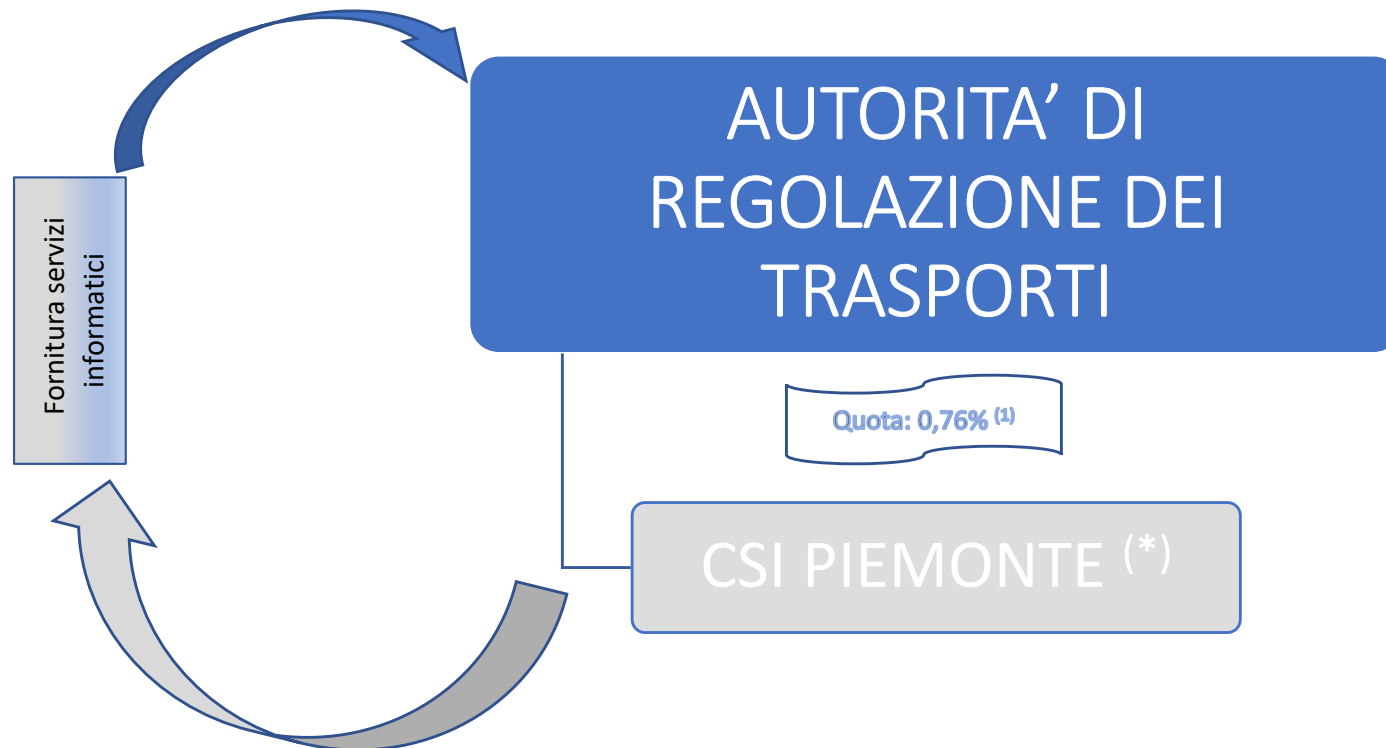 AUTORITA’ DI
REGOLAZIONE DEI
TRASPORTI
Fornitura servizi
informatici
Quota: 0,76% (1)
CSI PIEMONTE (*)